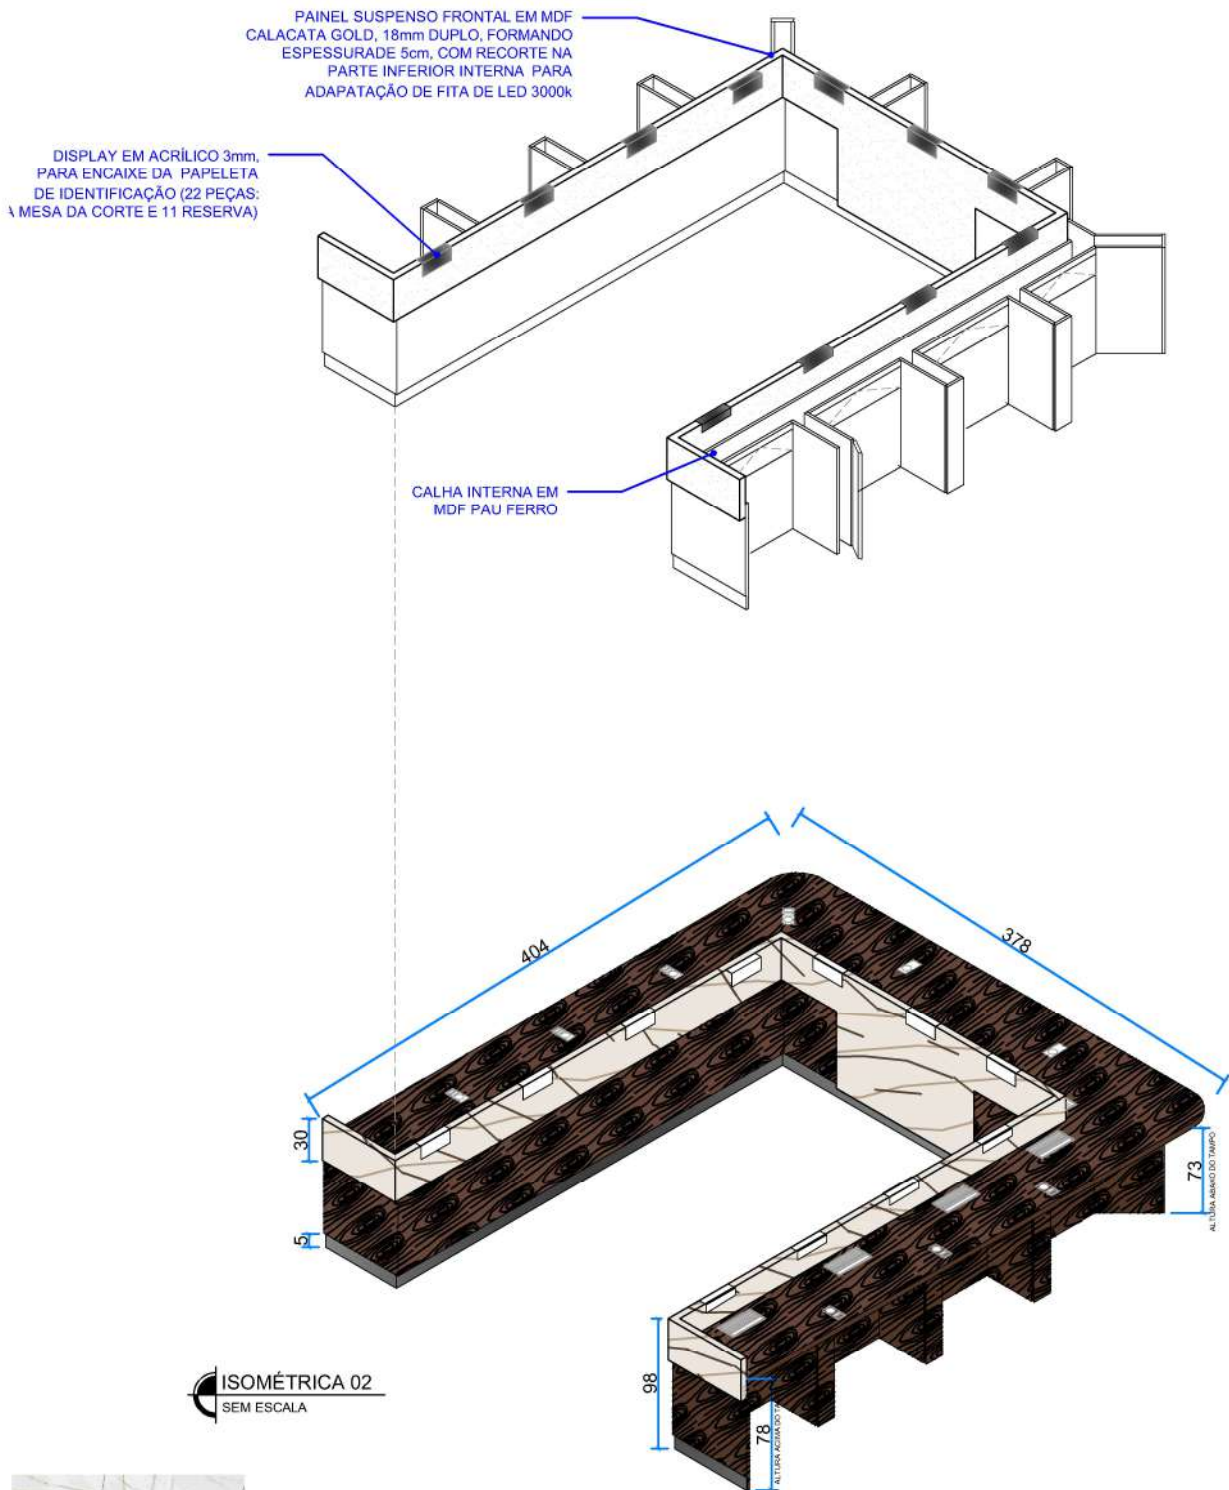 PAINEL SUSPENSO FRONTAL EM MDF
CALACATA GOLD, 18mm DUPLO, FORMANDO
ESPESSURADE 5cm, COM RECORTE NA
PARTE INFERIOR INTERNA PARA
ADAPATAÇÃO DE FITA DE LED 3000k
DISPLAY EM ACRÍLICO 3mm,
PARA ENCAIXE DA PAPELETA
DE IDENTIFICAÇÃO (22 PEÇAS:
MESA DA CORTE E 11 RESERVA)
CALHA INTERNA EM
MDF PAU FERRO
404
378
30
5
73
ALTURA ABAIXO DO TAMPO
98
78
ALTURA ACIMA DO
ISOMÉTRICA 02
SEM ESCALA